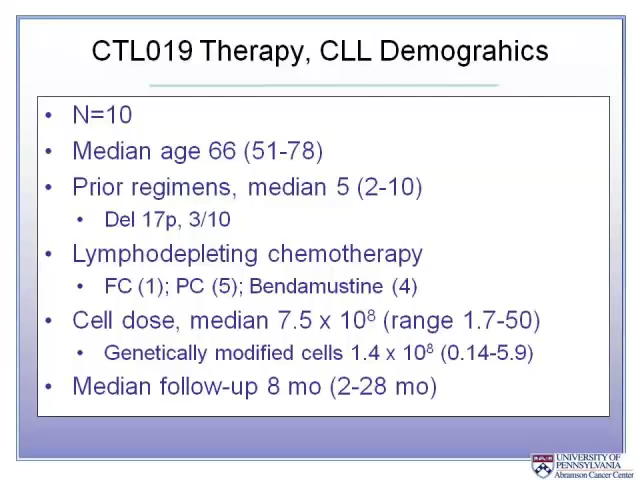 CTL019 Therapy, CLL Demograhics
• N=10
• Median age 66 (51-78)
• Prior regimens, median 5 (2-10)
• Del 17p, 3/10
• Lymphodepleting chemotherapy
• FC (1); PC (5); Bendamustine (4)
• Cell dose, median 7.5 x 10⁸ (range 1.7-50)
• Genetically modified cells 1.4 x 10⁸ (0.14-5.9)
• Median follow-up 8 mo (2-28 mo)
UNIVERSITY OF
PENNSYLVANIA
Abramson Cancer Center